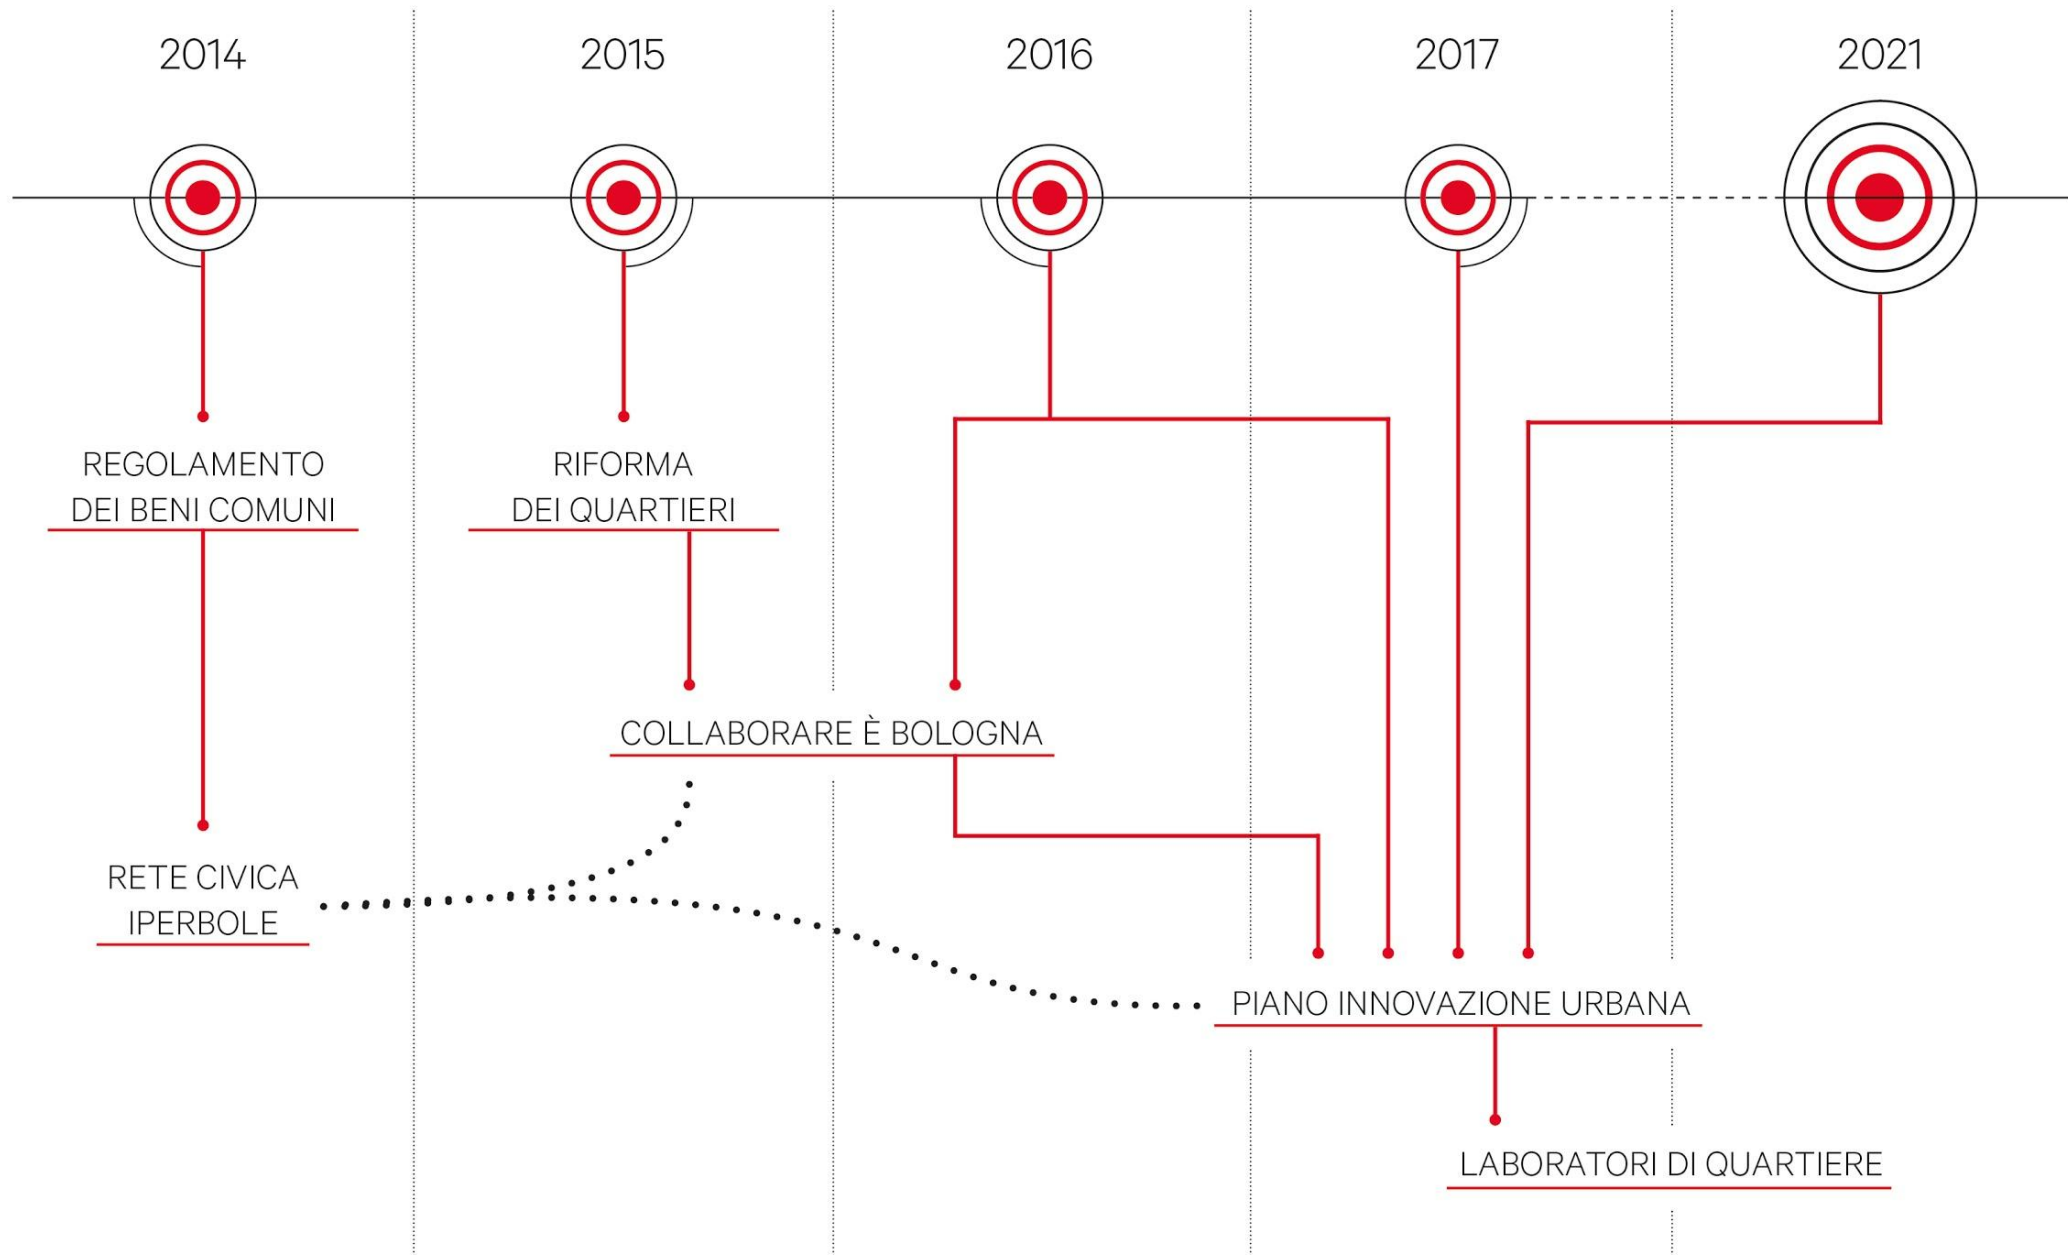 2014
2015
2016
2017
2021
REGOLAMENTO
DEI BENI COMUNI
RIFORMA
DEI QUARTIERI
COLLABORARE È BOLOGNA
RETE CIVICA
IPERBOLE
PIANO INNOVAZIONE URBANA
LABORATORI DI QUARTIERE